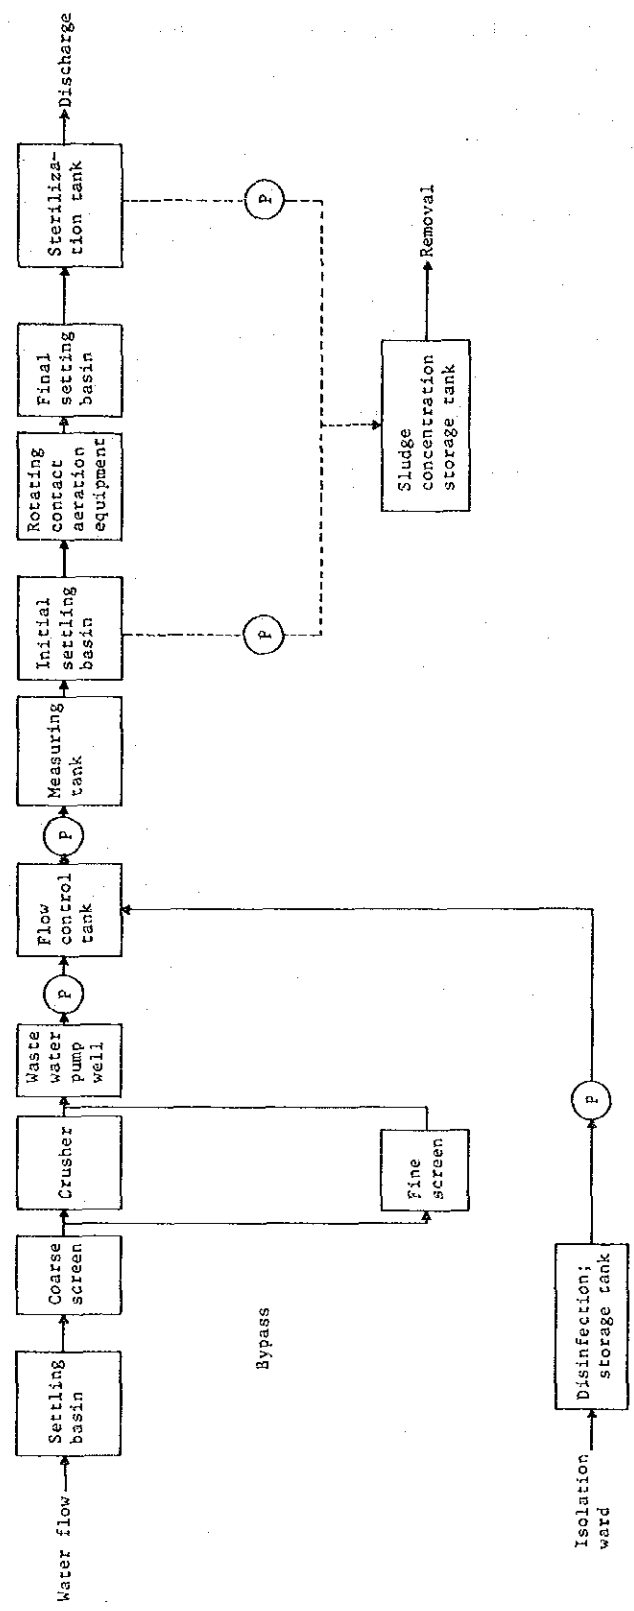 Water flow
Settling
basin
Coarse
screen
Crusher
Waste
water
pump
well
P
Flow
control
tank
P
Measuring
tank
Initial
settling
basin
Rotating
contact
aeration
equipment
Final
setting
basin
Steriliza-
tion tank
Discharge
P
P
Bypass
Fine
screen
Sludge
concentration
storage tank
Removal
Isolation
ward
Disinfection;
storage tank
P